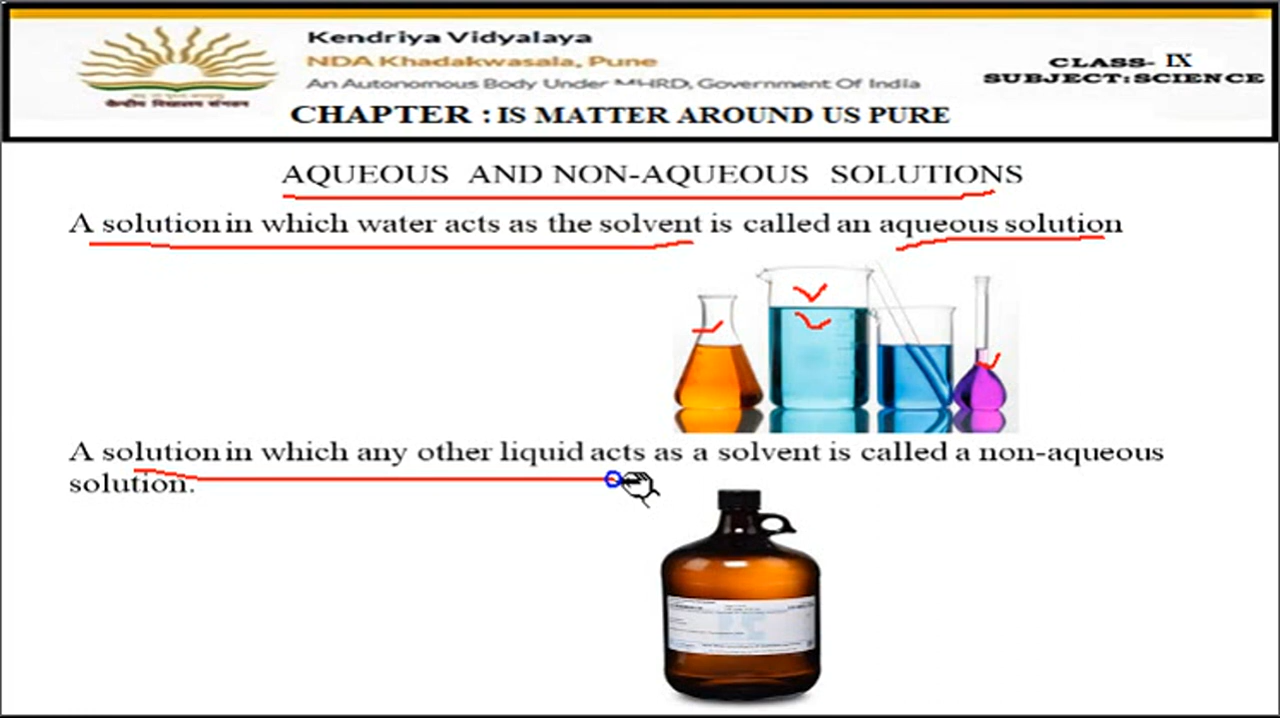 Kendriya Vidyalaya
NDA Khadakwasala, Pune
An Autonomous Body Under MHRD, Government Of India
CLASS- IX
SUBJECT:SCIENCE
केन्द्रीय विद्यालय संगठन
CHAPTER : IS MATTER AROUND US PURE
AQUEOUS AND NON-AQUEOUS SOLUTIONS
A solution in which water acts as the solvent is called an aqueous solution
A solution in which any other liquid acts as a solvent is called a non-aqueous
solution.